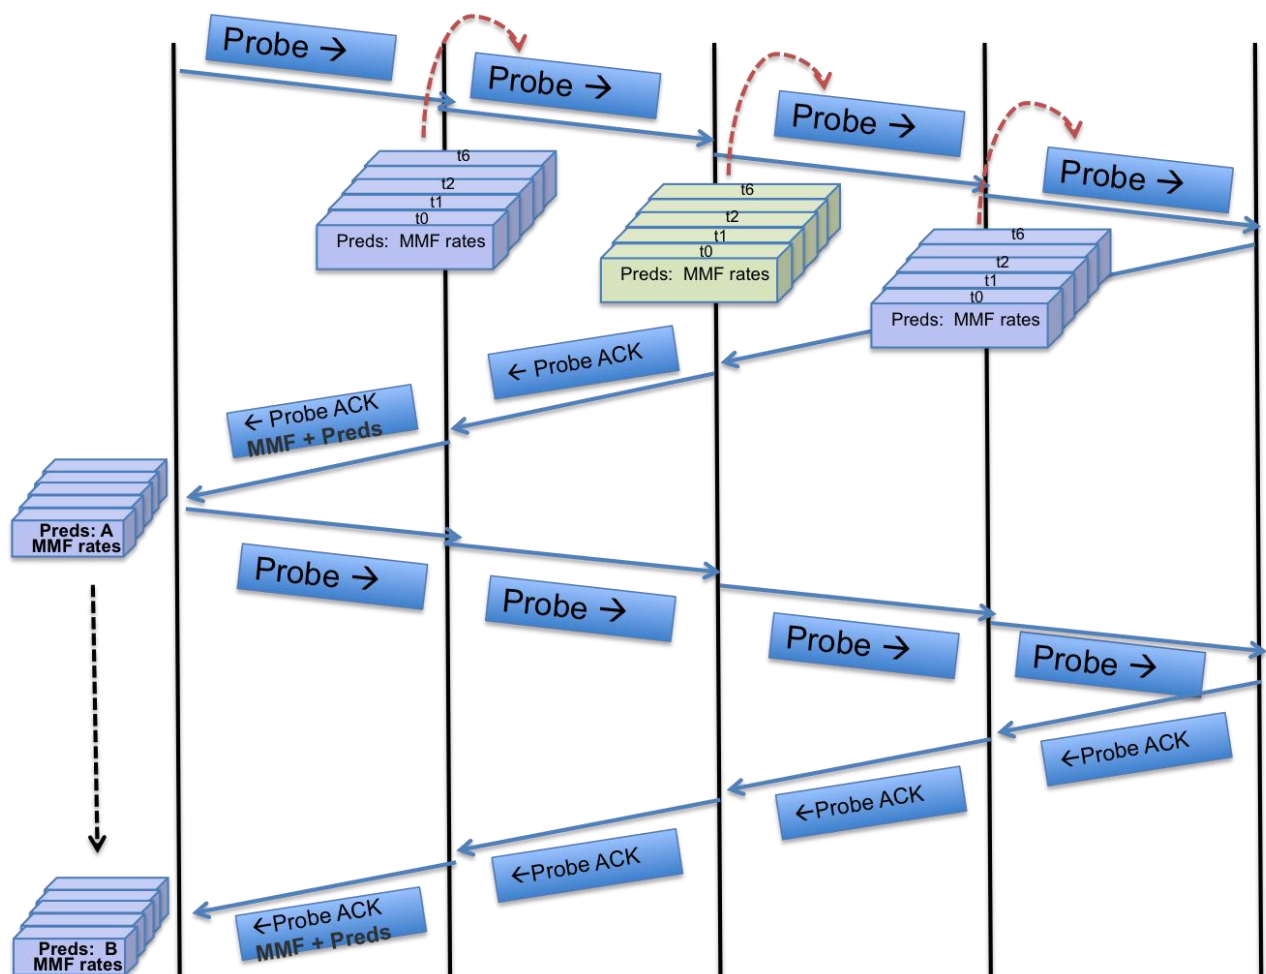 Probe →
Probe →
Probe →
Probe →
t6
t2
t1
t0
Preds: MMF rates
t6
t2
t1
t0
Preds: MMF rates
t6
t2
t1
t0
Preds: MMF rates
← Probe ACK
← Probe ACK
MMF + Preds
Preds: A
MMF rates
Probe →
Probe →
Probe →
Probe →
←Probe ACK
←Probe ACK
←Probe ACK
←Probe ACK
MMF + Preds
Preds: B
MMF rates